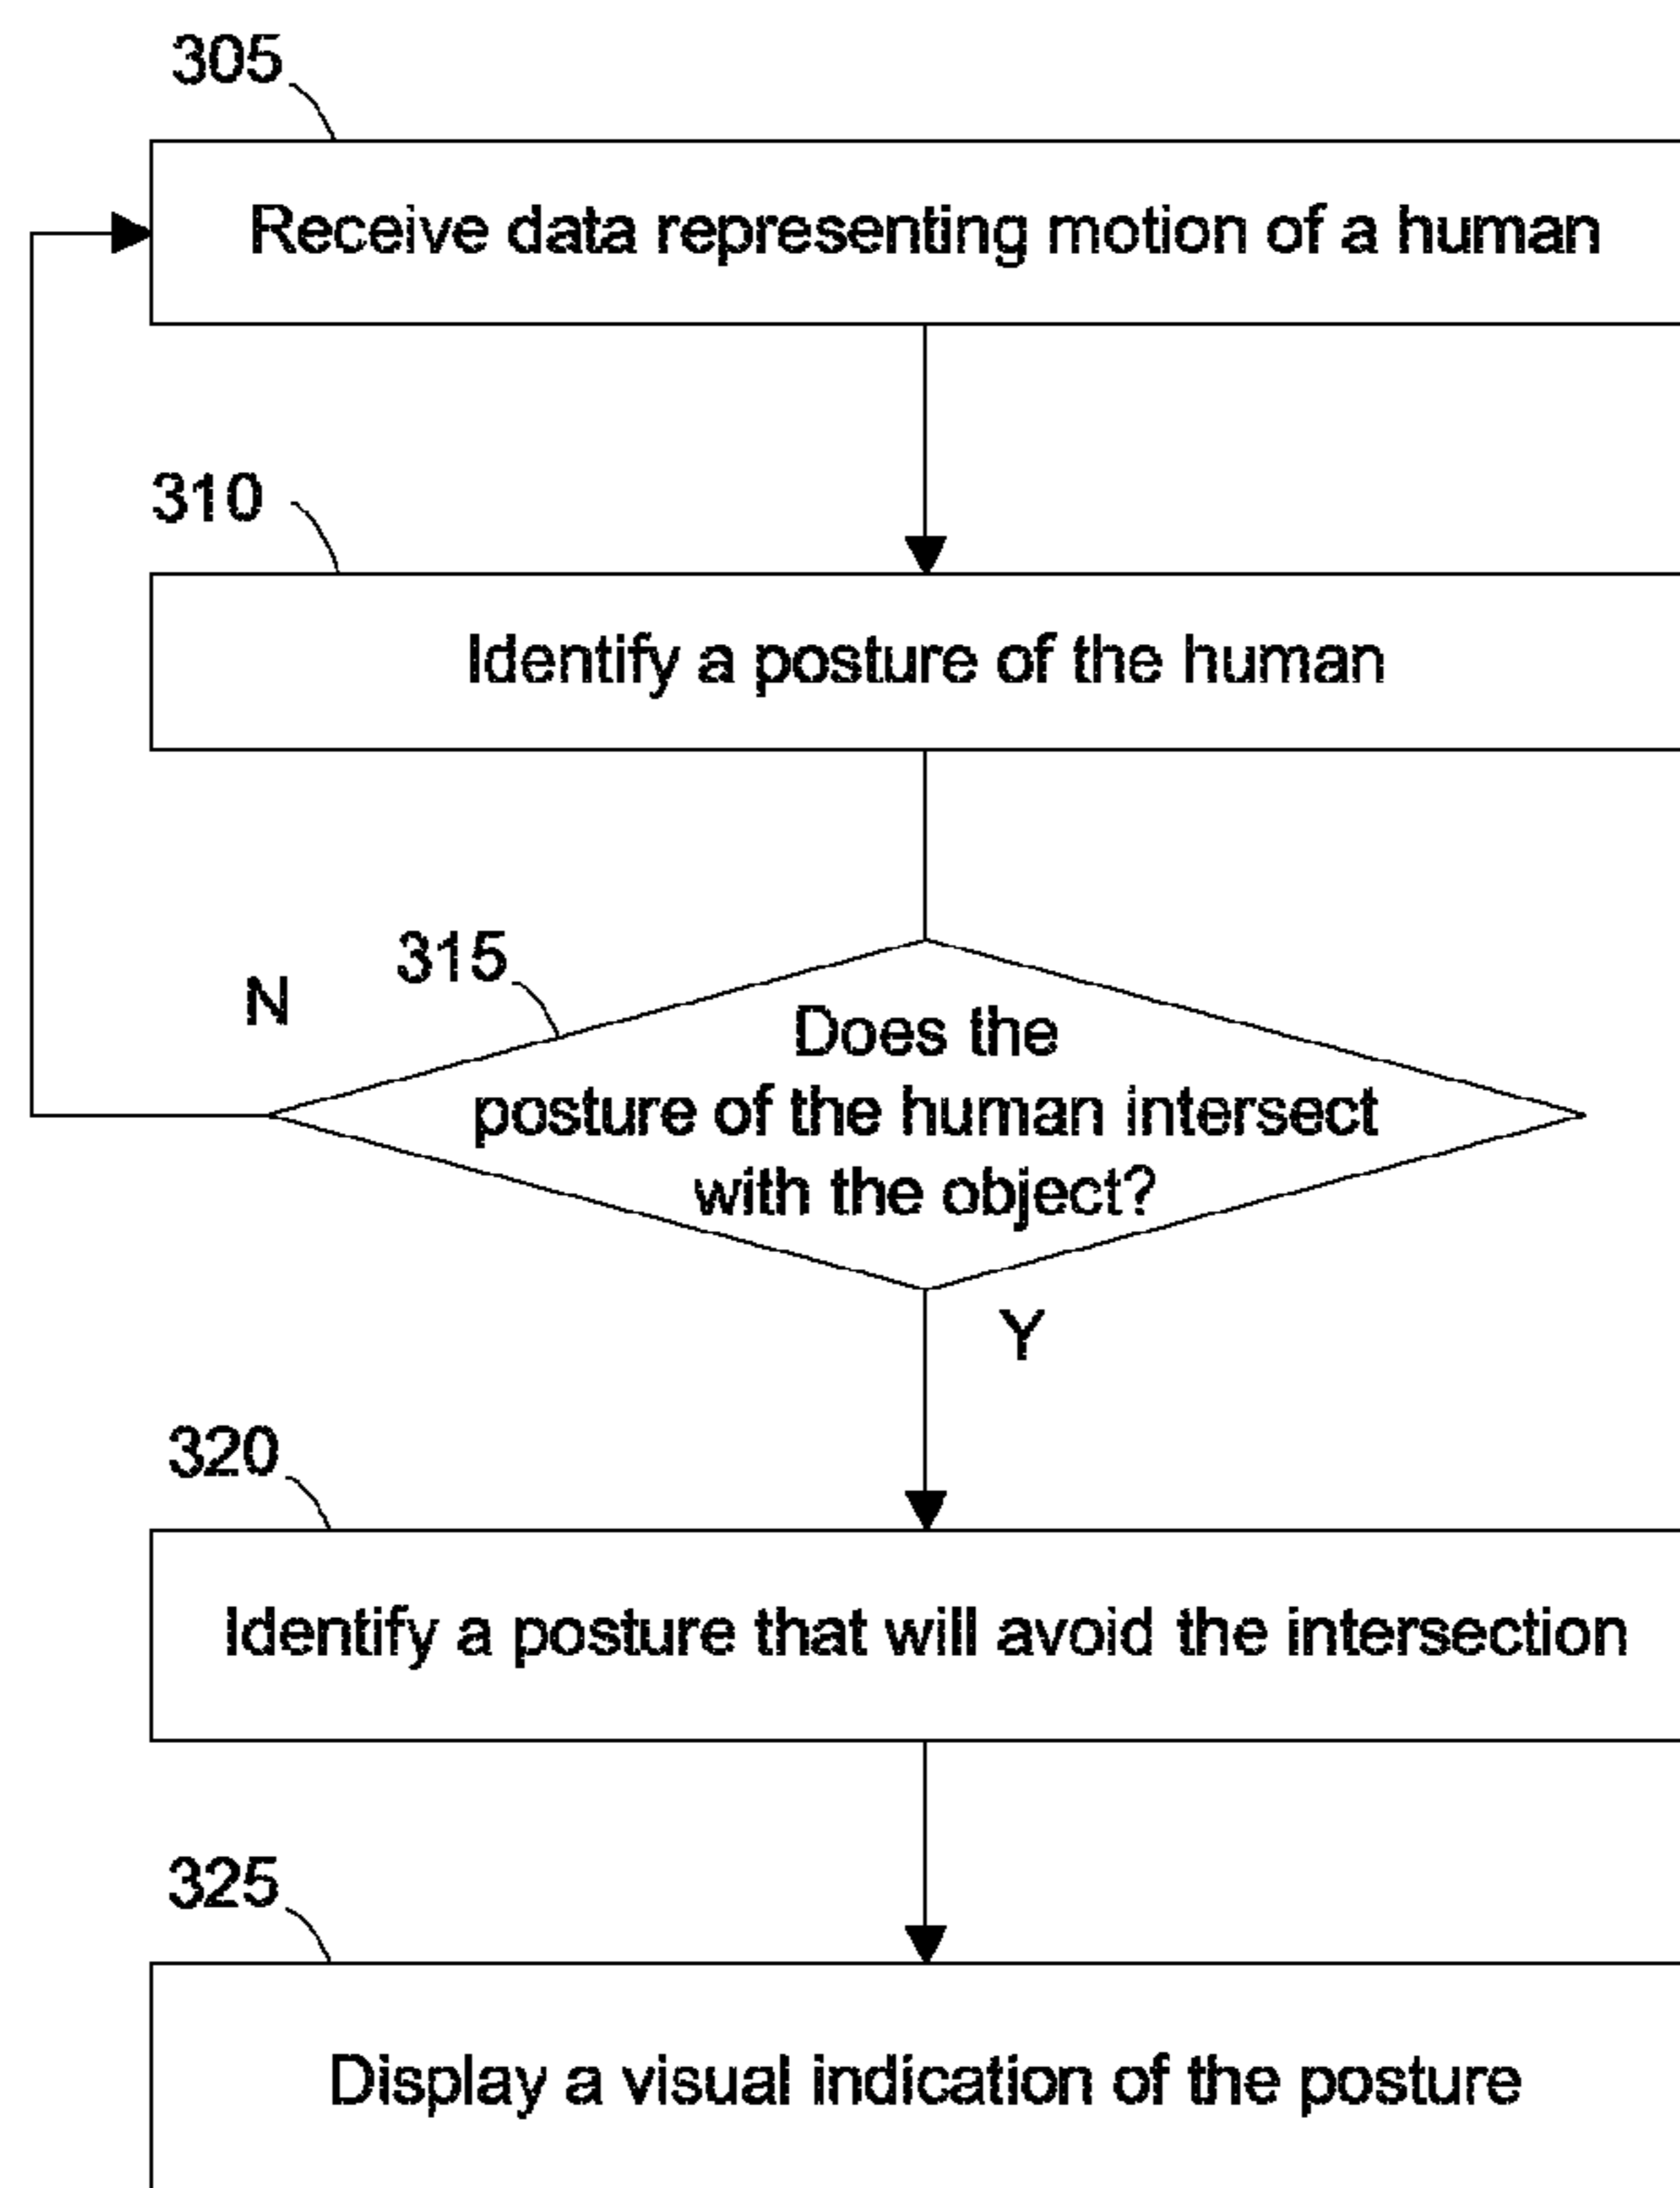 305
Receive data representing motion of a human
310
Identify a posture of the human
315
N
Does the
posture of the human intersect
with the object?
Y
320
Identify a posture that will avoid the intersection
325
Display a visual indication of the posture